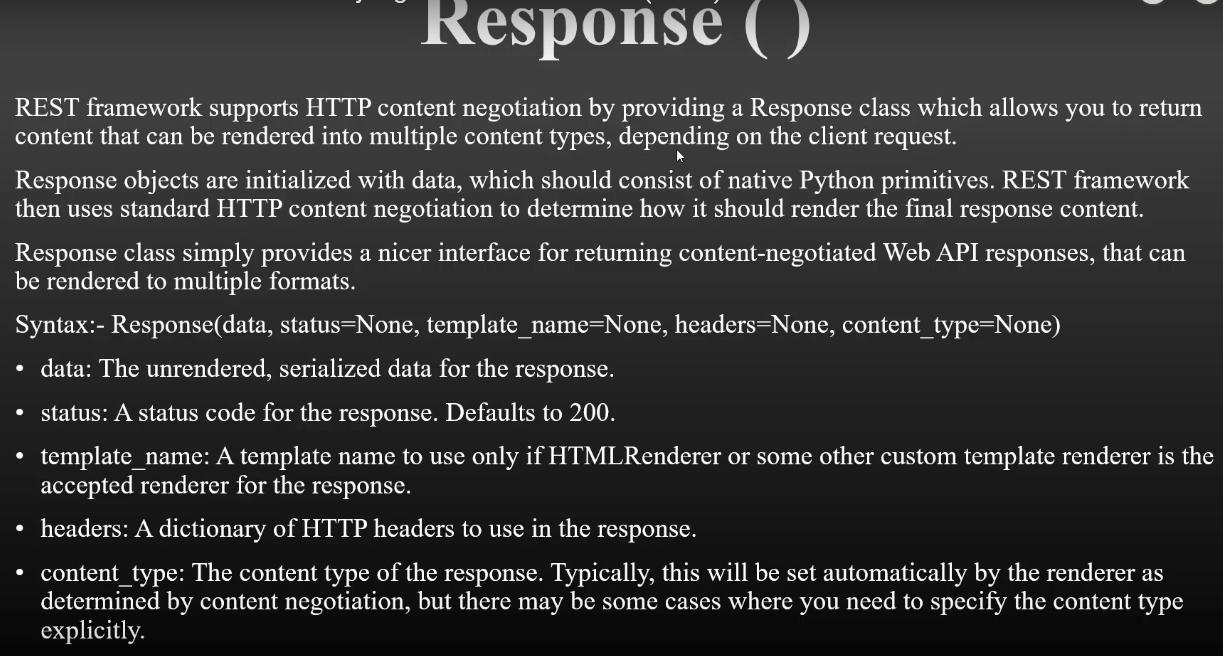 Response ( )
REST framework supports HTTP content negotiation by providing a Response class which allows you to return
content that can be rendered into multiple content types, depending on the client request.
Response objects are initialized with data, which should consist of native Python primitives. REST framework
then uses standard HTTP content negotiation to determine how it should render the final response content.
Response class simply provides a nicer interface for returning content-negotiated Web API responses, that can
be rendered to multiple formats.
Syntax:- Response(data, status=None, template_name=None, headers=None, content_type=None)
• data: The unrendered, serialized data for the response.
• status: A status code for the response. Defaults to 200.
• template_name: A template name to use only if HTMLRenderer or some other custom template renderer is the
accepted renderer for the response.
• headers: A dictionary of HTTP headers to use in the response.
• content_type: The content type of the response. Typically, this will be set automatically by the renderer as
determined by content negotiation, but there may be some cases where you need to specify the content type
explicitly.